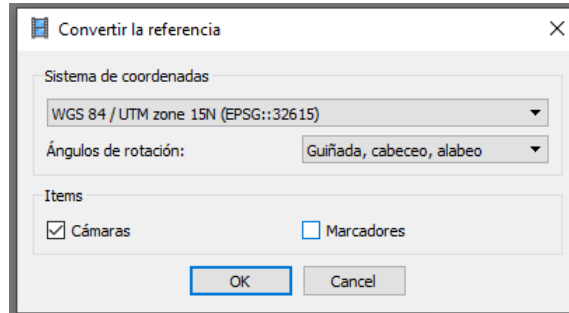 Convertir la referencia
Sistema de coordenadas
WGS 84 / UTM zone 15N (EPSG::32615)
Ángulos de rotación: Guiñada, cabeceo, alabeo
Items
Cámaras Marcadores
OK Cancel